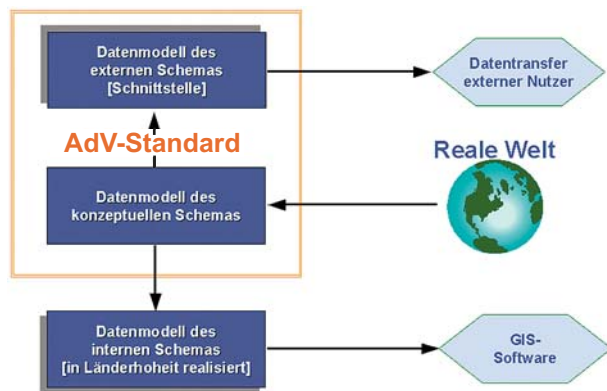 Datenmodell des
externen Schemas
[Schnittstelle]
Datentransfer
externer Nutzer
AdV-Standard
Reale Welt
Datenmodell des
konzeptuellen Schemas
Datenmodell des
internen Schemas
[in Länderhoheit realisiert]
GIS-
Software